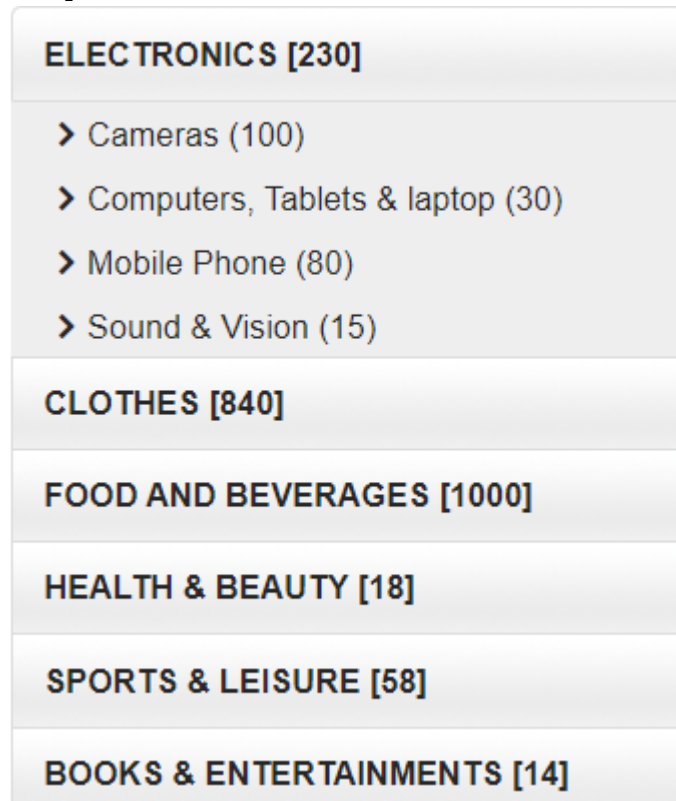 ELECTRONICS [230]
Cameras (100)
Computers, Tablets & laptop (30)
Mobile Phone (80)
Sound & Vision (15)
CLOTHES [840]
FOOD AND BEVERAGES [1000]
HEALTH & BEAUTY [18]
SPORTS & LEISURE [58]
BOOKS & ENTERTAINMENTS [14]